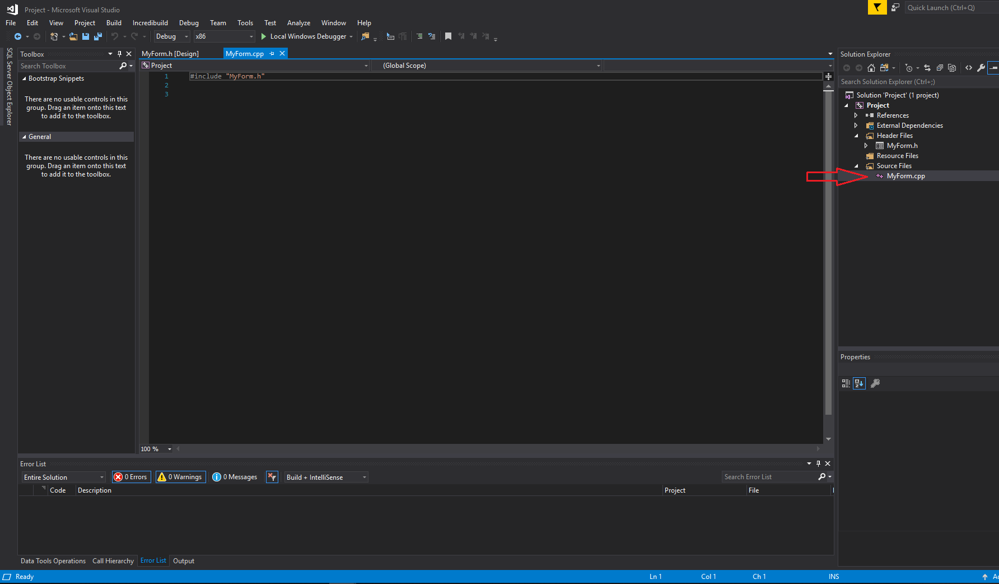 Project - Microsoft Visual Studio
Quick Launch (Ctrl+Q)
File Edit View Project Build Incredibuild Debug Team Tools Test Analyze Window Help
Debug x86 Local Windows Debugger
SQL Server Object Explorer
Toolbox
Search Toolbox
Bootstrap Snippets
There are no usable controls in this
group. Drag an item onto this text
to add it to the toolbox.
General
There are no usable controls in this
group. Drag an item onto this text
to add it to the toolbox.
MyForm.h [Design] MyForm.cpp
Project (Global Scope)
1 #include "MyForm.h"
2
3
100 %
Solution Explorer
Search Solution Explorer (Ctrl+;)
Solution 'Project' (1 project)
Project
References
External Dependencies
Header Files
MyForm.h
Resource Files
Source Files
MyForm.cpp
Properties
Error List
Entire Solution 0 Errors 0 Warnings 0 Messages Build + IntelliSense Search Error List
Code Description Project File
Data Tools Operations Call Hierarchy Error List Output
Ready Ln 1 Col 1 Ch 1 INS